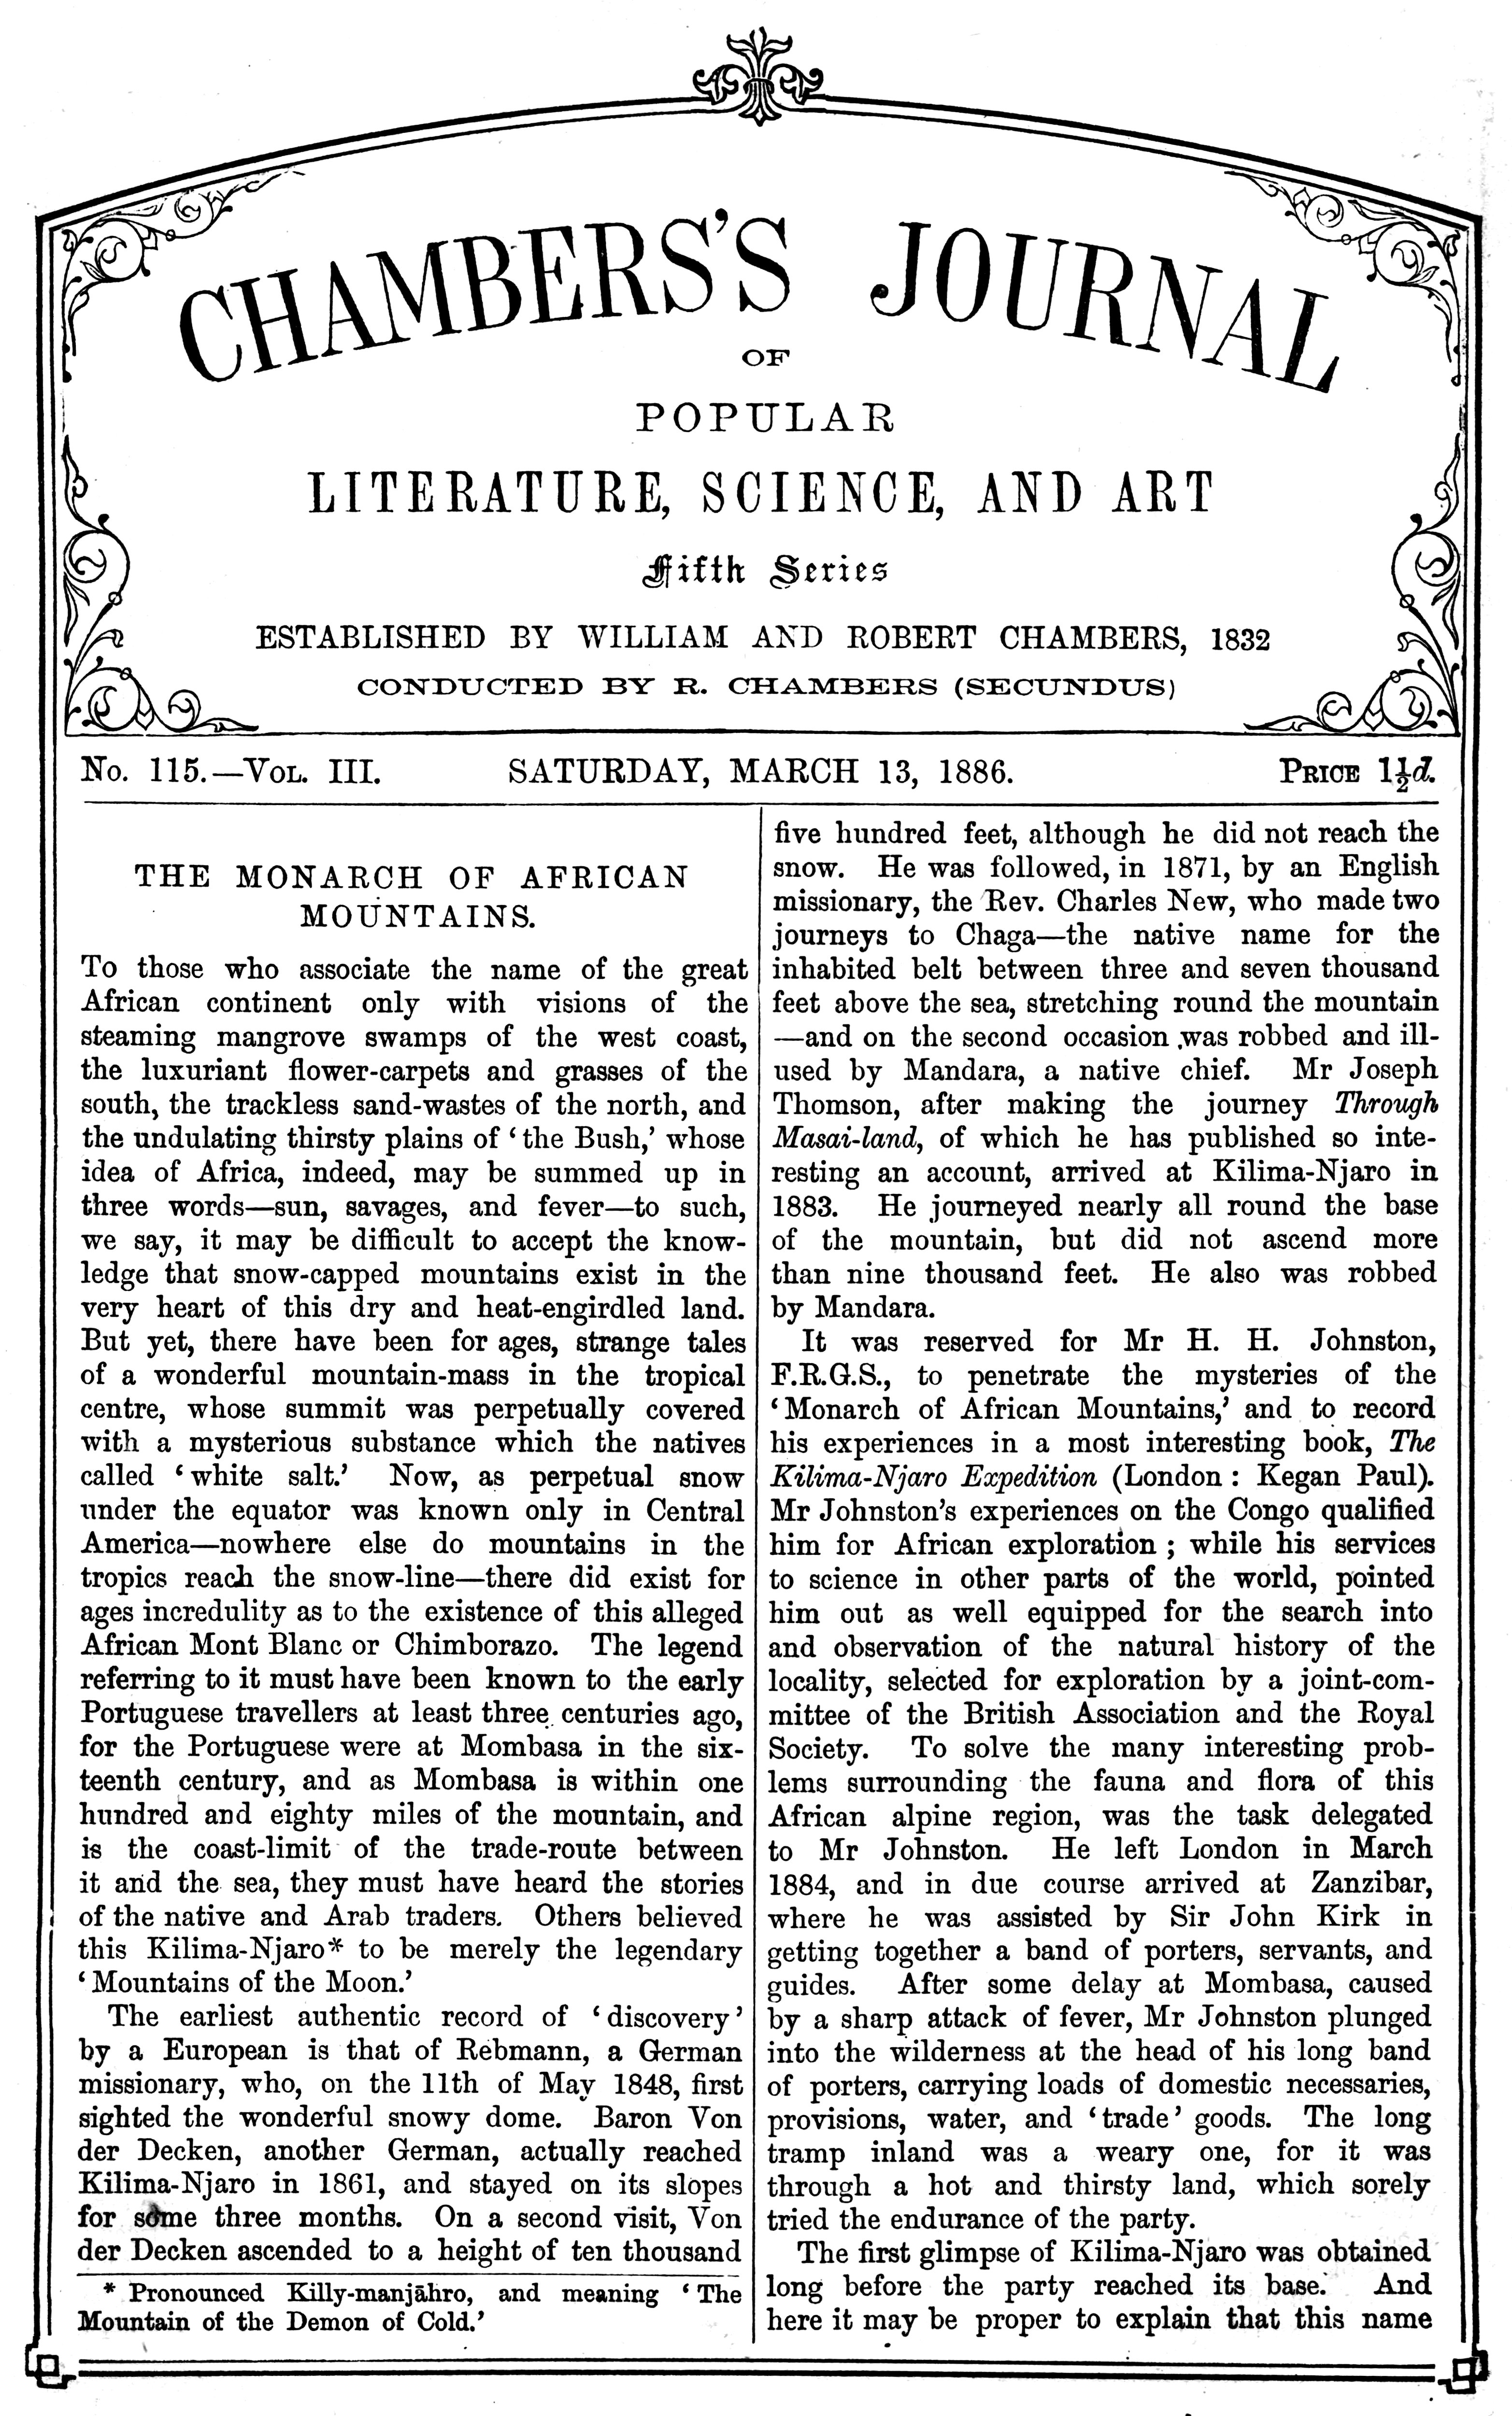 CHAMBERS'S JOURNAL
OF
POPULAR
LITERATURE, SCIENCE, AND ART
Fifth Series
ESTABLISHED BY WILLIAM AND ROBERT CHAMBERS, 1832
CONDUCTED BY R. CHAMBERS (SECUNDUS)
No. 115.—Vol. III. SATURDAY, MARCH 13, 1886. Price 1½d.
THE MONARCH OF AFRICAN
MOUNTAINS.
To those who associate the name of the great
African continent only with visions of the
steaming mangrove swamps of the west coast,
the luxuriant flower-carpets and grasses of the
south, the trackless sand-wastes of the north, and
the undulating thirsty plains of ‘the Bush,’ whose
idea of Africa, indeed, may be summed up in
three words—sun, savages, and fever—to such,
we say, it may be difficult to accept the know-
ledge that snow-capped mountains exist in the
very heart of this dry and heat-engirdled land.
But yet, there have been for ages, strange tales
of a wonderful mountain-mass in the tropical
centre, whose summit was perpetually covered
with a mysterious substance which the natives
called ‘white salt.’ Now, as perpetual snow
under the equator was known only in Central
America—nowhere else do mountains in the
tropics reach the snow-line—there did exist for
ages incredulity as to the existence of this alleged
African Mont Blanc or Chimborazo. The legend
referring to it must have been known to the early
Portuguese travellers at least three centuries ago,
for the Portuguese were at Mombasa in the six-
teenth century, and as Mombasa is within one
hundred and eighty miles of the mountain, and
is the coast-limit of the trade-route between
it and the sea, they must have heard the stories
of the native and Arab traders. Others believed
this Kilima-Njaro* to be merely the legendary
‘Mountains of the Moon.’
The earliest authentic record of ‘discovery’
by a European is that of Rebmann, a German
missionary, who, on the 11th of May 1848, first
sighted the wonderful snowy dome. Baron Von
der Decken, another German, actually reached
Kilima-Njaro in 1861, and stayed on its slopes
for some three months. On a second visit, Von
der Decken ascended to a height of ten thousand
* Pronounced Killy-manjāhro, and meaning ‘The
Mountain of the Demon of Cold.’
five hundred feet, although he did not reach the
snow. He was followed, in 1871, by an English
missionary, the Rev. Charles New, who made two
journeys to Chaga—the native name for the
inhabited belt between three and seven thousand
feet above the sea, stretching round the mountain
—and on the second occasion was robbed and ill-
used by Mandara, a native chief. Mr Joseph
Thomson, after making the journey Through
Masai-land, of which he has published so inte-
resting an account, arrived at Kilima-Njaro in
1883. He journeyed nearly all round the base
of the mountain, but did not ascend more
than nine thousand feet. He also was robbed
by Mandara.
It was reserved for Mr H. H. Johnston,
F.R.G.S., to penetrate the mysteries of the
‘Monarch of African Mountains,’ and to record
his experiences in a most interesting book, The
Kilima-Njaro Expedition (London: Kegan Paul).
Mr Johnston's experiences on the Congo qualified
him for African exploration; while his services
to science in other parts of the world, pointed
him out as well equipped for the search into
and observation of the natural history of the
locality, selected for exploration by a joint-com-
mittee of the British Association and the Royal
Society. To solve the many interesting prob-
lems surrounding the fauna and flora of this
African alpine region, was the task delegated
to Mr Johnston. He left London in March
1884, and in due course arrived at Zanzibar,
where he was assisted by Sir John Kirk in
getting together a band of porters, servants, and
guides. After some delay at Mombasa, caused
by a sharp attack of fever, Mr Johnston plunged
into the wilderness at the head of his long band
of porters, carrying loads of domestic necessaries,
provisions, water, and ‘trade’ goods. The long
tramp inland was a weary one, for it was
through a hot and thirsty land, which sorely
tried the endurance of the party.
The first glimpse of Kilima-Njaro was obtained
long before the party reached its base. And
here it may be proper to explain that this name